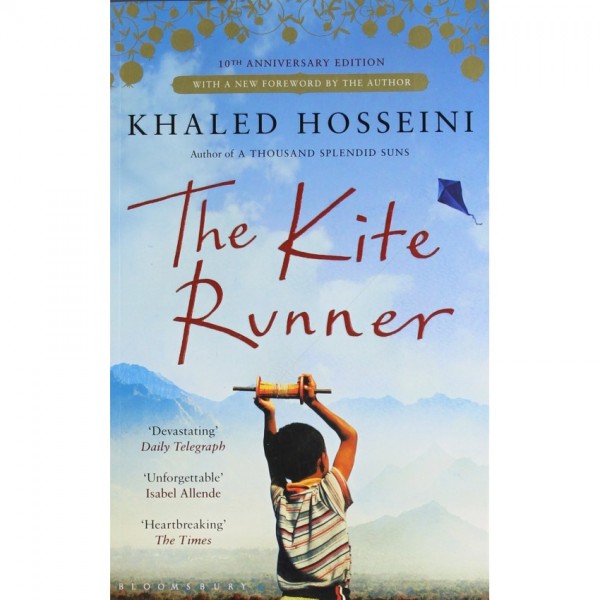 10TH ANNIVERSARY EDITION
WITH A NEW FOREWORD BY THE AUTHOR
KHALED HOSSEINI
Author of A THOUSAND SPLENDID SUNS
The Kite
Runner
‘Devastating’
Daily Telegraph
‘Unforgettable’
Isabel Allende
‘Heartbreaking’
The Times
BLOOMSBURY